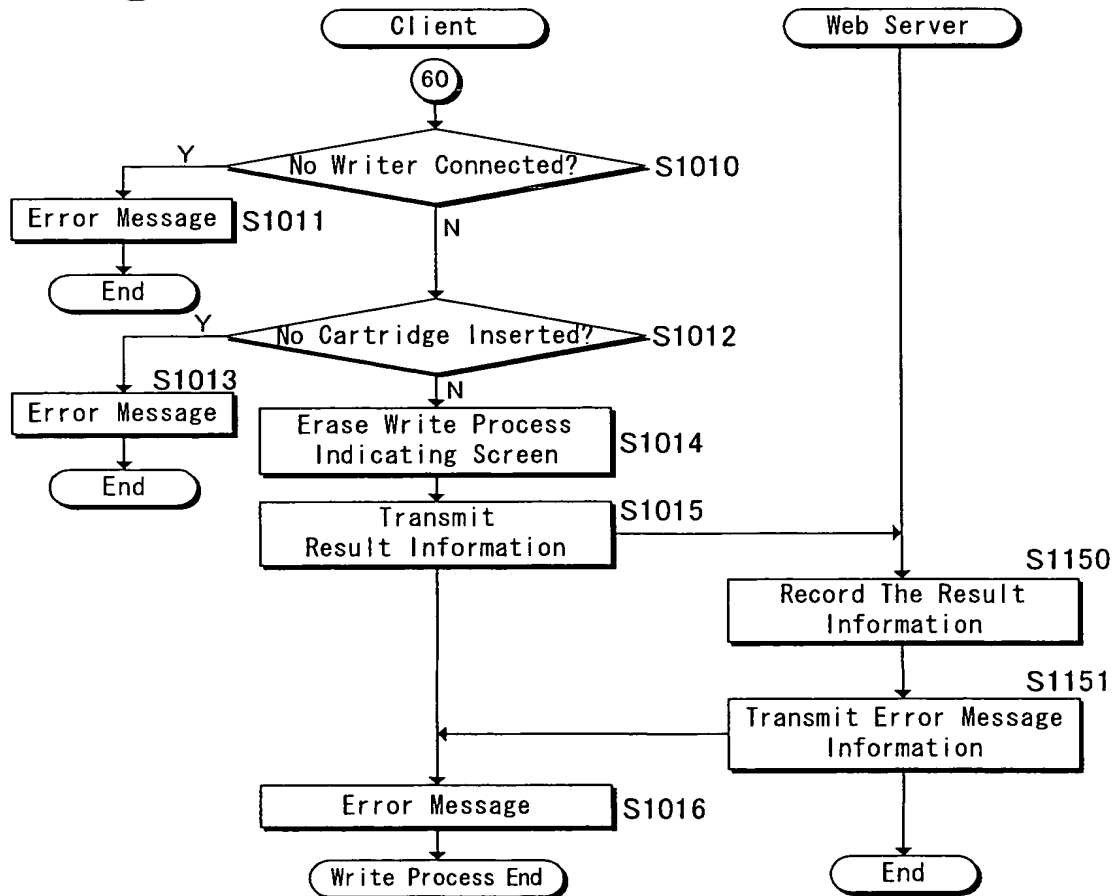 Client
Web Server
60
No Writer Connected?
S1010
Y
N
Error Message
S1011
End
No Cartridge Inserted?
S1012
Y
N
S1013
Error Message
End
Erase Write Process
Indicating Screen
S1014
Transmit
Result Information
S1015
S1150
Record The Result
Information
S1151
Transmit Error Message
Information
Error Message
S1016
Write Process End
End